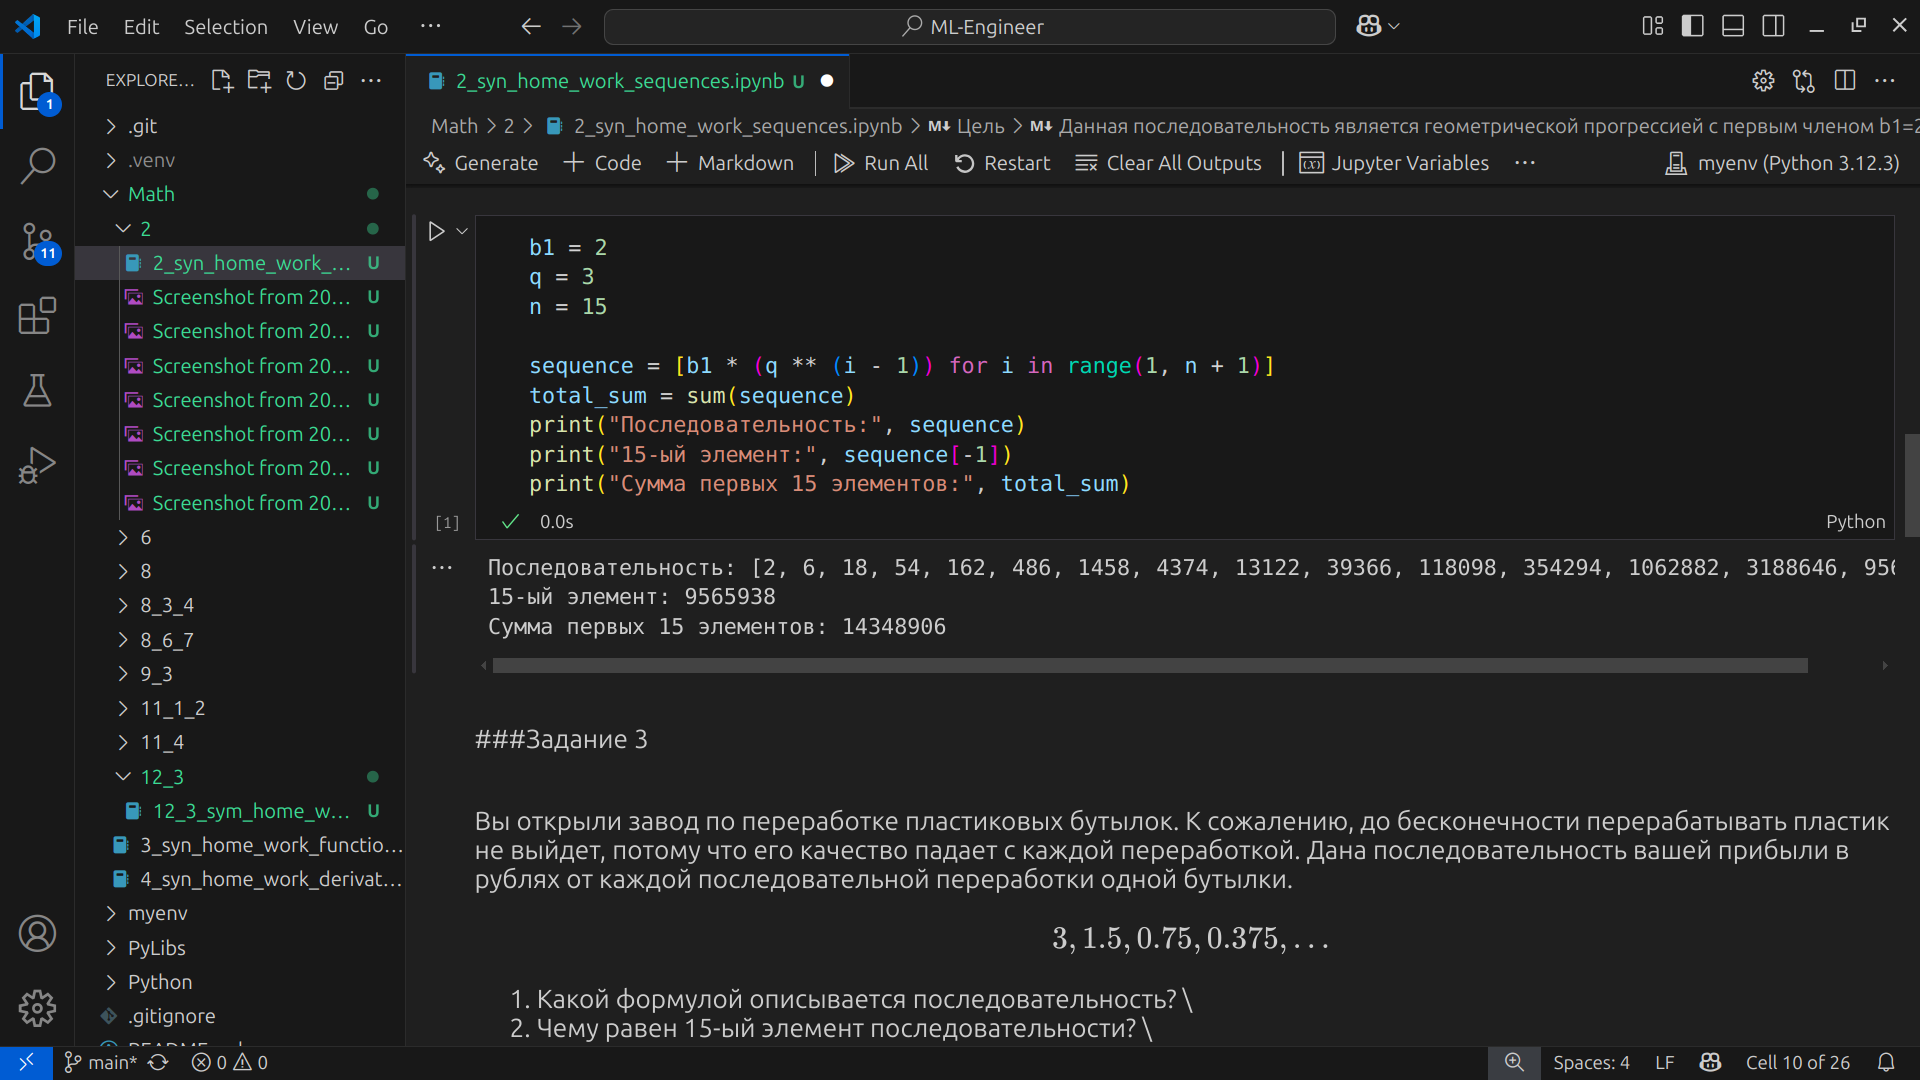 File Edit Selection View Go ···
ML-Engineer
EXPLORE...
1
11
.git
.venv
Math
2
2_syn_home_work_... U
Screenshot from 20... U
Screenshot from 20... U
Screenshot from 20... U
Screenshot from 20... U
Screenshot from 20... U
Screenshot from 20... U
Screenshot from 20... U
6
8
8_3_4
8_6_7
9_3
11_1_2
11_4
12_3
12_3_sym_home_w... U
3_syn_home_work_functio...
4_syn_home_work_derivat...
myenv
PyLibs
Python
.gitignore
2_syn_home_work_sequences.ipynb U
Math > 2 > 2_syn_home_work_sequences.ipynb > M↓ Цель > M↓ Данная последовательность является геометрической прогрессией с первым членом b1=2
Generate + Code + Markdown | Run All Restart Clear All Outputs | Jupyter Variables ··· myenv (Python 3.12.3)
b1 = 2
q = 3
n = 15
sequence = [b1 * (q ** (i - 1)) for i in range(1, n + 1)]
total_sum = sum(sequence)
print("Последовательность:", sequence)
print("15-ый элемент:", sequence[-1])
print("Сумма первых 15 элементов:", total_sum)
[1] ✓ 0.0s Python
Последовательность: [2, 6, 18, 54, 162, 486, 1458, 4374, 13122, 39366, 118098, 354294, 1062882, 3188646, 956
15-ый элемент: 9565938
Сумма первых 15 элементов: 14348906
###Задание 3
Вы открыли завод по переработке пластиковых бутылок. К сожалению, до бесконечности перерабатывать пластик
не выйдет, потому что его качество падает с каждой переработкой. Дана последовательность вашей прибыли в
рублях от каждой последовательной переработки одной бутылки.
3, 1.5, 0.75, 0.375, . . .
1. Какой формулой описывается последовательность? \
2. Чему равен 15-ый элемент последовательности? \
main* 0 0 Spaces: 4 LF Cell 10 of 26